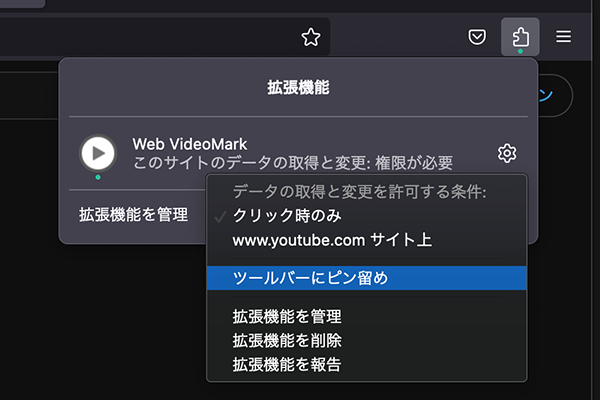 ン
拡張機能
Web VideoMark
このサイトのデータの取得と変更: 権限が必要
拡張機能を管理
データの取得と変更を許可する条件:
クリック時のみ
www.youtube.com サイト上
ツールバーにピン留め
拡張機能を管理
拡張機能を削除
拡張機能を報告